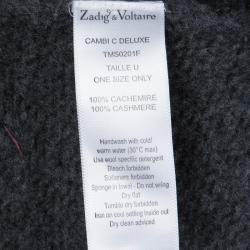 Zadig & Voltaire
CAMBI C DELUXE
TMS0201F
TAILLE U
ONE SIZE ONLY
100% CACHEMIRE
100% CASHMERE
Handwash with cold
warm water (30°C max)
Use wool specific detergent
Bleach forbidden
Softeners forbidden
Sponge in towel - Do not wring
Dry flat
Tumble dry forbidden
Iron on cool setting inside out
Dry clean adviced